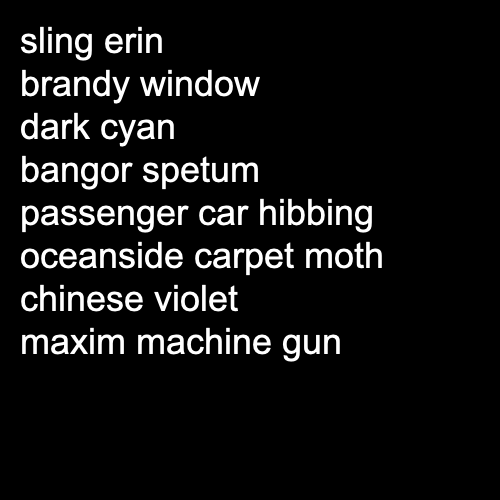 sling erin
brandy window
dark cyan
bangor spetum
passenger car hibbing
oceanside carpet moth
chinese violet
maxim machine gun